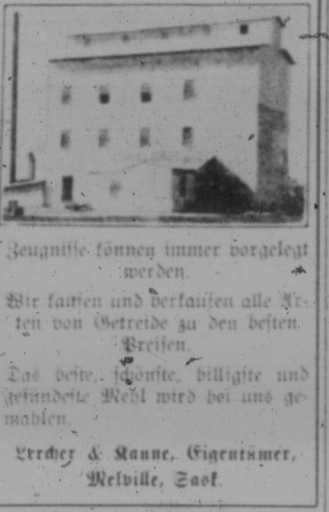 Zeugnisse können immer vorgelegt
werden.
Wir kaufen und verkaufen alle Ar-
ten von Getreide zu den besten
Preisen.
Das beste, schönste, billigste und
gesündeste Mehl wird bei uns ge-
mahlen.
Lercher & Kanne, Eigentümer,
Melville, Sask.